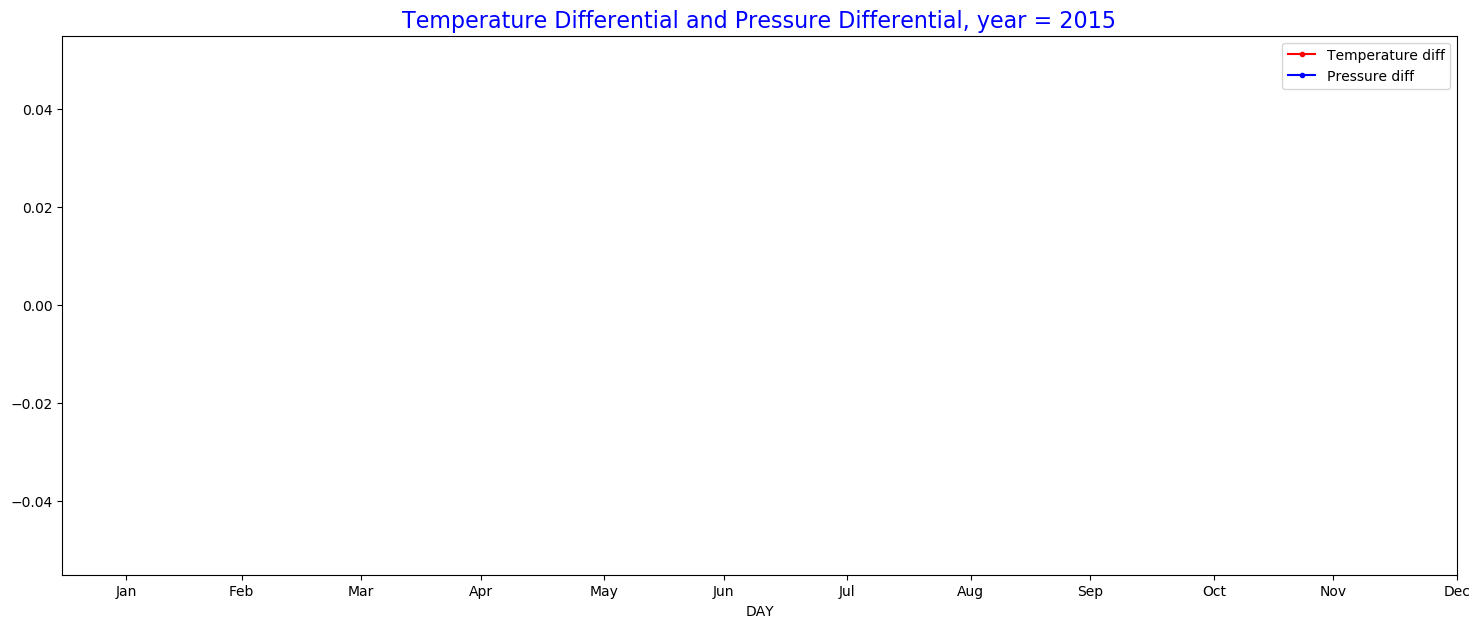 Temperature Differential and Pressure Differential, year = 2015
Temperature diff
Pressure diff
0.04
0.02
0.00
−0.02
−0.04
Jan Feb Mar Apr May Jun Jul Aug Sep Oct Nov Dec
DAY